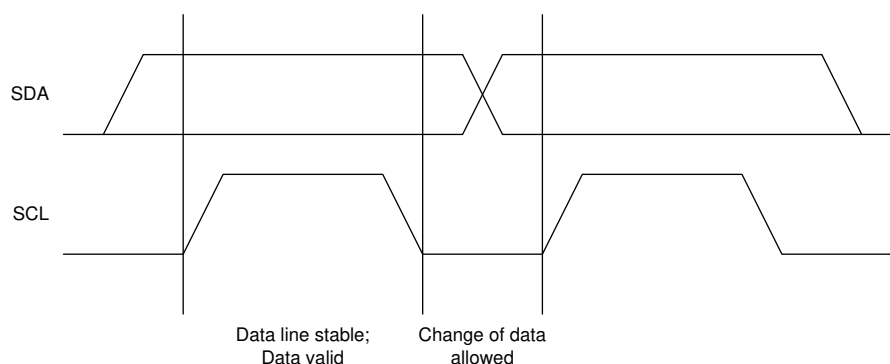 SDA
SCL
Data line stable;
Data valid
Change of data
allowed